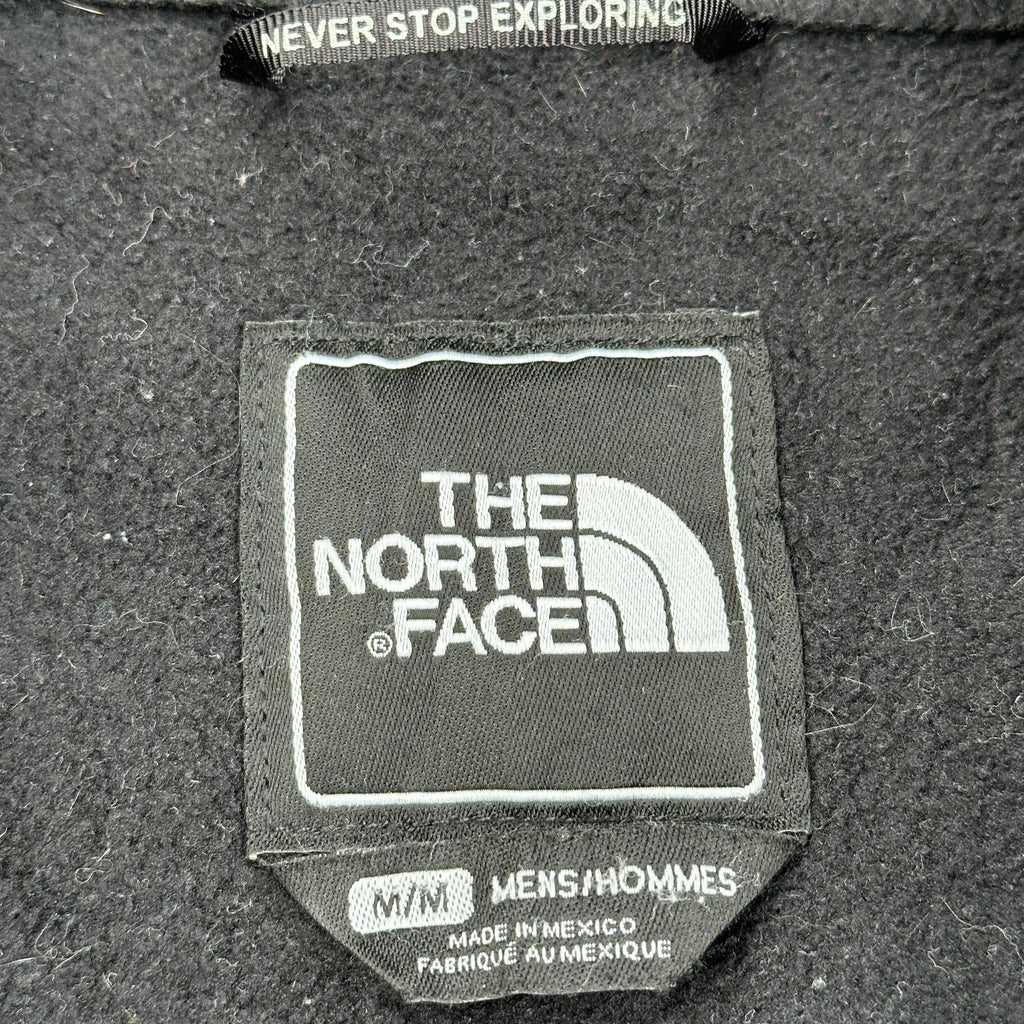 NEVER STOP EXPLORING
THE
NORTH
®FACE
M/M MENS/HOMMES
MADE IN MEXICO
FABRIQUÉ AU MEXIQUE